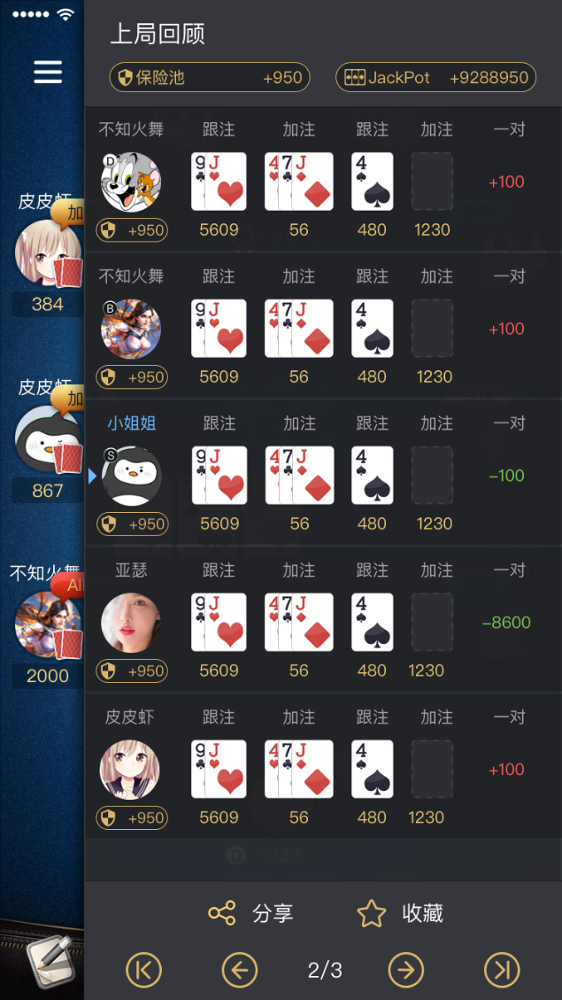 上局回顾
保险池 +950
JackPot +9288950
不知火舞 跟注 加注 跟注 加注 一对
D 9 J 4 7 J 4 +100
+950 5609 56 480 1230
不知火舞 跟注 加注 跟注 加注 一对
B 9 J 4 7 J 4 +100
+950 5609 56 480 1230
小姐姐 跟注 加注 跟注 加注 一对
S 9 J 4 7 J 4 -100
+950 5609 56 480 1230
亚瑟 跟注 加注 跟注 加注 一对
9 J 4 7 J 4 -8600
+950 5609 56 480 1230
皮皮虾 跟注 加注 跟注 加注 一对
9 J 4 7 J 4 +100
+950 5609 56 480 1230
D 1230
分享 收藏
2/3
皮皮虾
加
384
皮皮虾
加
867
不知火舞
All
2000